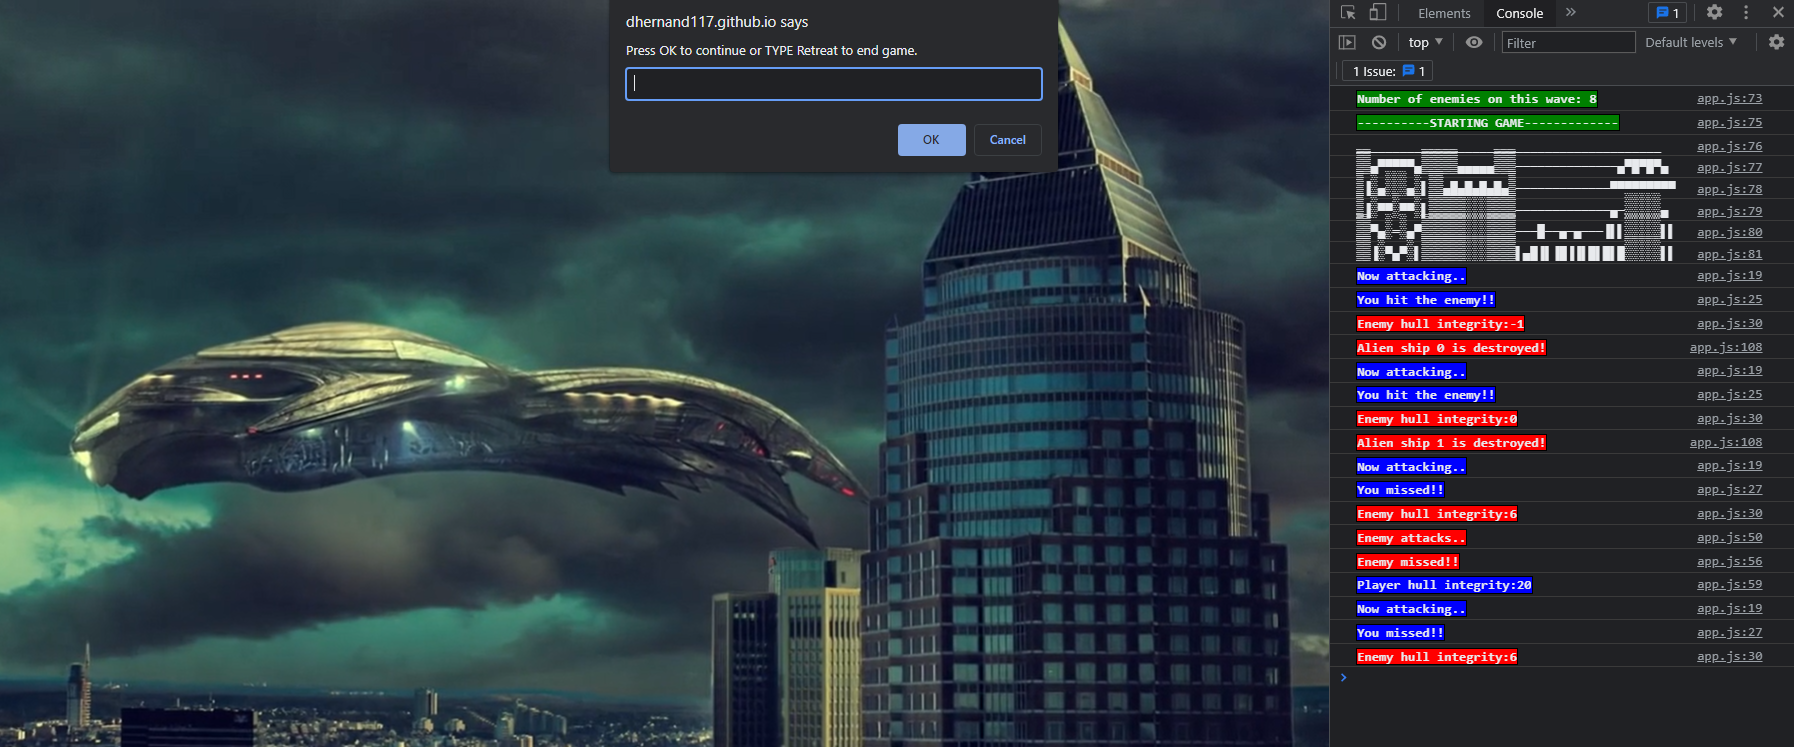 dhernand117.github.io says
Press OK to continue or TYPE Retreat to end game.
OK Cancel
Elements Console 1
top Filter Default levels
1 Issue: 1
Number of enemies on this wave: 8 app.js:73
----------STARTING GAME------------- app.js:75
app.js:76
app.js:77
app.js:78
app.js:79
app.js:80
app.js:81
Now attacking.. app.js:19
You hit the enemy!! app.js:25
Enemy hull integrity:-1 app.js:30
Alien ship 0 is destroyed! app.js:108
Now attacking.. app.js:19
You hit the enemy!! app.js:25
Enemy hull integrity:0 app.js:30
Alien ship 1 is destroyed! app.js:108
Now attacking.. app.js:19
You missed!! app.js:27
Enemy hull integrity:6 app.js:30
Enemy attacks.. app.js:50
Enemy missed!! app.js:56
Player hull integrity:20 app.js:59
Now attacking.. app.js:19
You missed!! app.js:27
Enemy hull integrity:6 app.js:30